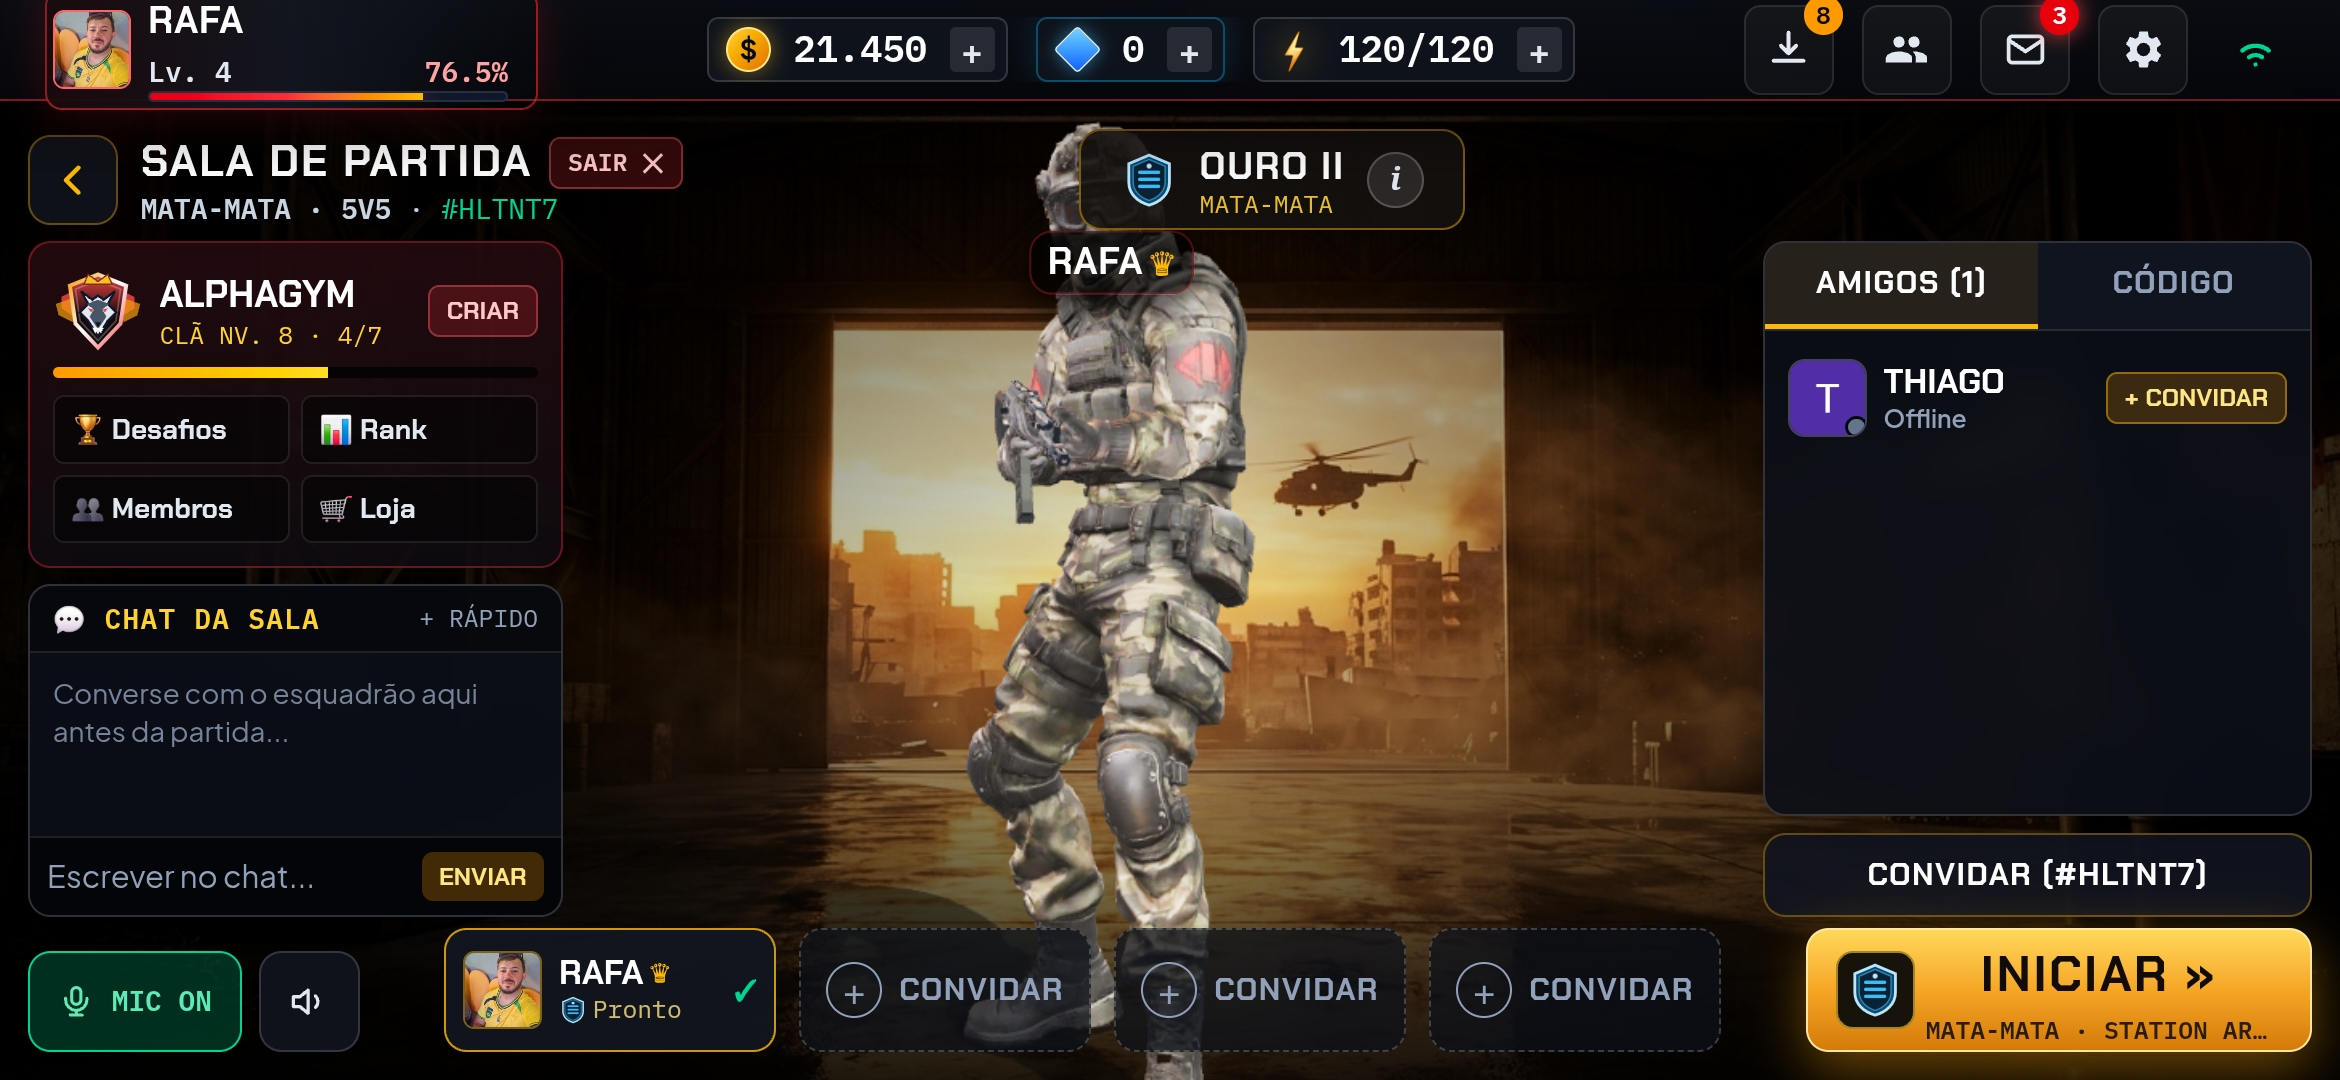 RAFA
Lv. 4 76.5%
$ 21.450 +
0 +
120/120 +
8
3
SALA DE PARTIDA
SAIR
MATA-MATA · 5V5 · #HLTNT7
OURO II
MATA-MATA
i
RAFA
ALPHAGYM
CLÃ NV. 8 · 4/7
CRIAR
Desafios
Rank
Membros
Loja
CHAT DA SALA
+ RÁPIDO
Converse com o esquadrão aqui
antes da partida...
Escrever no chat...
ENVIAR
AMIGOS (1)
CÓDIGO
T
THIAGO
Offline
+ CONVIDAR
CONVIDAR (#HLTNT7)
MIC ON
RAFA
Pronto
+ CONVIDAR
+ CONVIDAR
+ CONVIDAR
INICIAR »
MATA-MATA · STATION AR...